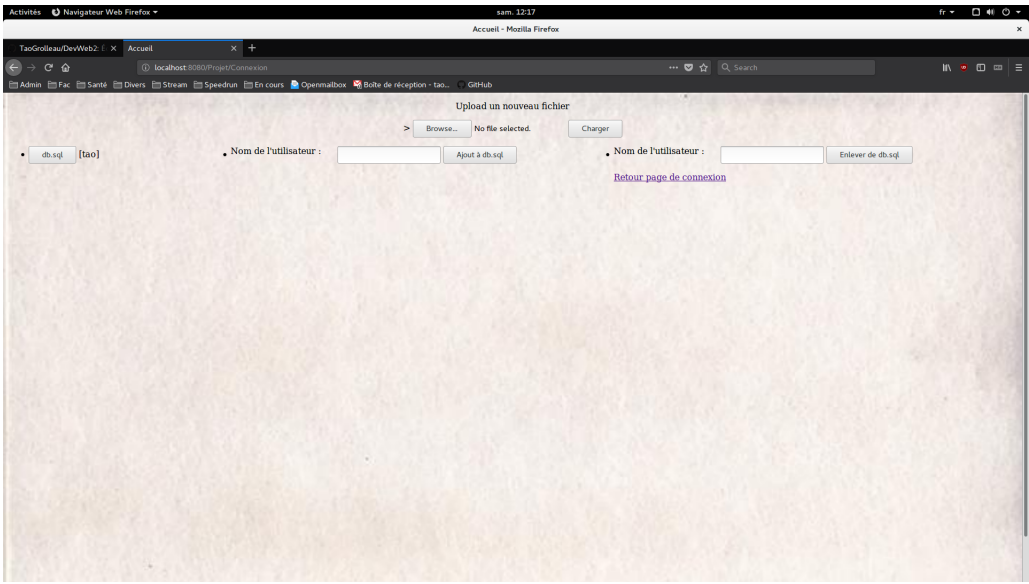 Activités Navigateur Web Firefox sam. 12:17 fr
Accueil - Mozilla Firefox
TaoGrolleau/DevWeb2: Accueil
localhost:8080/Projet/Connexion Search
Admin Fac Santé Divers Stream Speedrun En cours Openmailbox Boîte de réception - tao... GitHub
Upload un nouveau fichier
> Browse... No file selected. Charger
• db.sql [tao] • Nom de l'utilisateur : Ajout à db.sql • Nom de l'utilisateur : Enlever de db.sql
Retour page de connexion